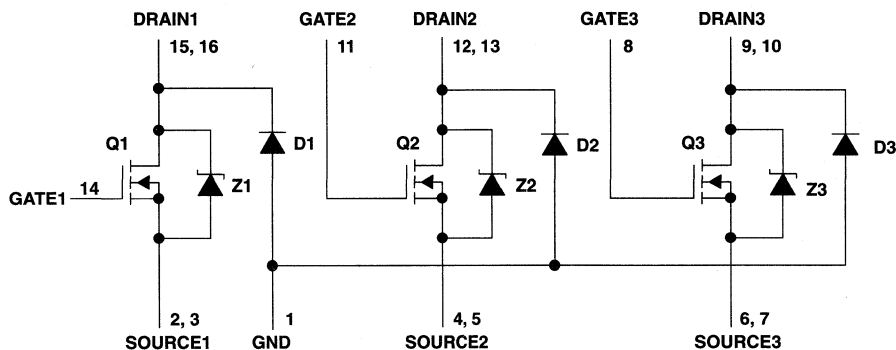 DRAIN1 GATE2 DRAIN2 GATE3 DRAIN3
15, 16 11 12, 13 8 9, 10
Q1 D1 Q2 D2 Q3 D3
GATE1 14 Z1 Z2 Z3
2, 3 1 4, 5 6, 7
SOURCE1 GND SOURCE2 SOURCE3